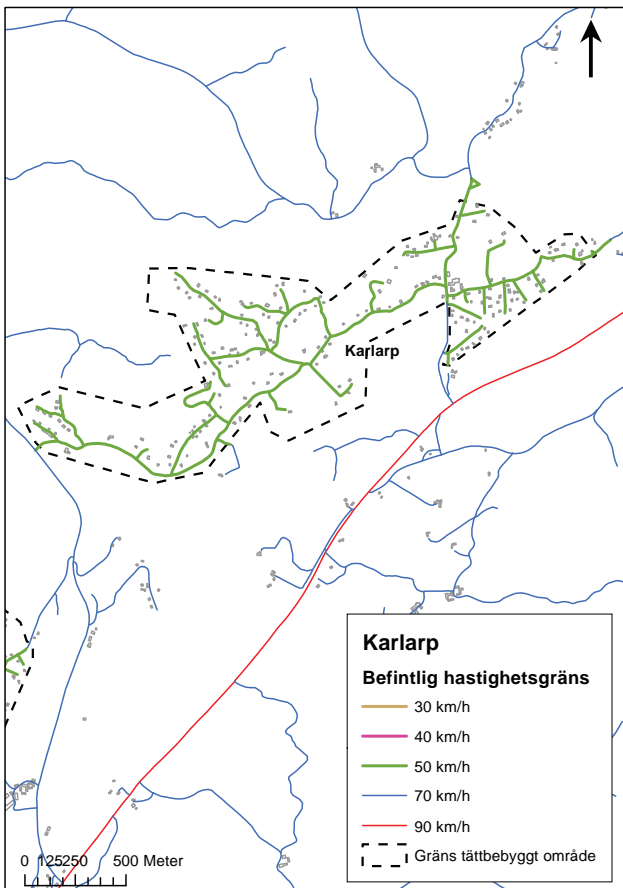 Karlarp
Karlarp
Befintlig hastighetsgräns
30 km/h
40 km/h
50 km/h
70 km/h
90 km/h
Gräns tättbebyggt område
0 125250 500 Meter